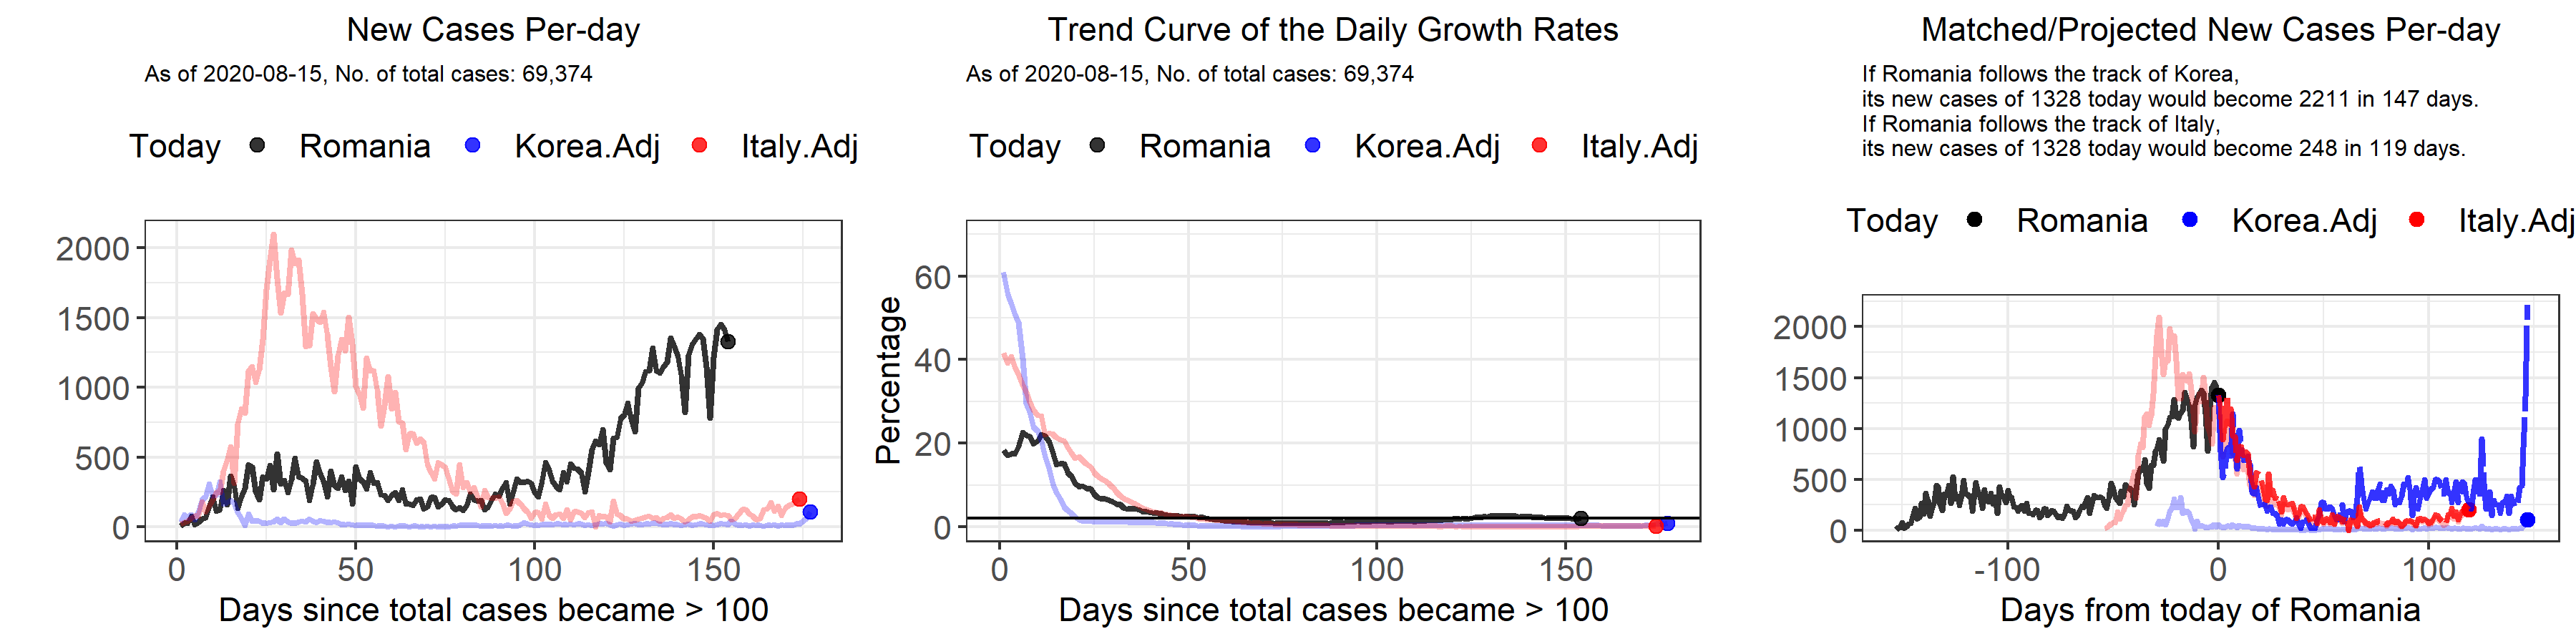 New Cases Per-day
As of 2020-08-15, No. of total cases: 69,374
Today Romania Korea.Adj Italy.Adj
2000
1500
1000
500
0
0 50 100 150
Days since total cases became > 100
Trend Curve of the Daily Growth Rates
As of 2020-08-15, No. of total cases: 69,374
Today Romania Korea.Adj Italy.Adj
Percentage
60
40
20
0
0 50 100 150
Days since total cases became > 100
Matched/Projected New Cases Per-day
If Romania follows the track of Korea,
its new cases of 1328 today would become 2211 in 147 days.
If Romania follows the track of Italy,
its new cases of 1328 today would become 248 in 119 days.
Today Romania Korea.Adj Italy.Adj
2000
1500
1000
500
0
-100 0 100
Days from today of Romania